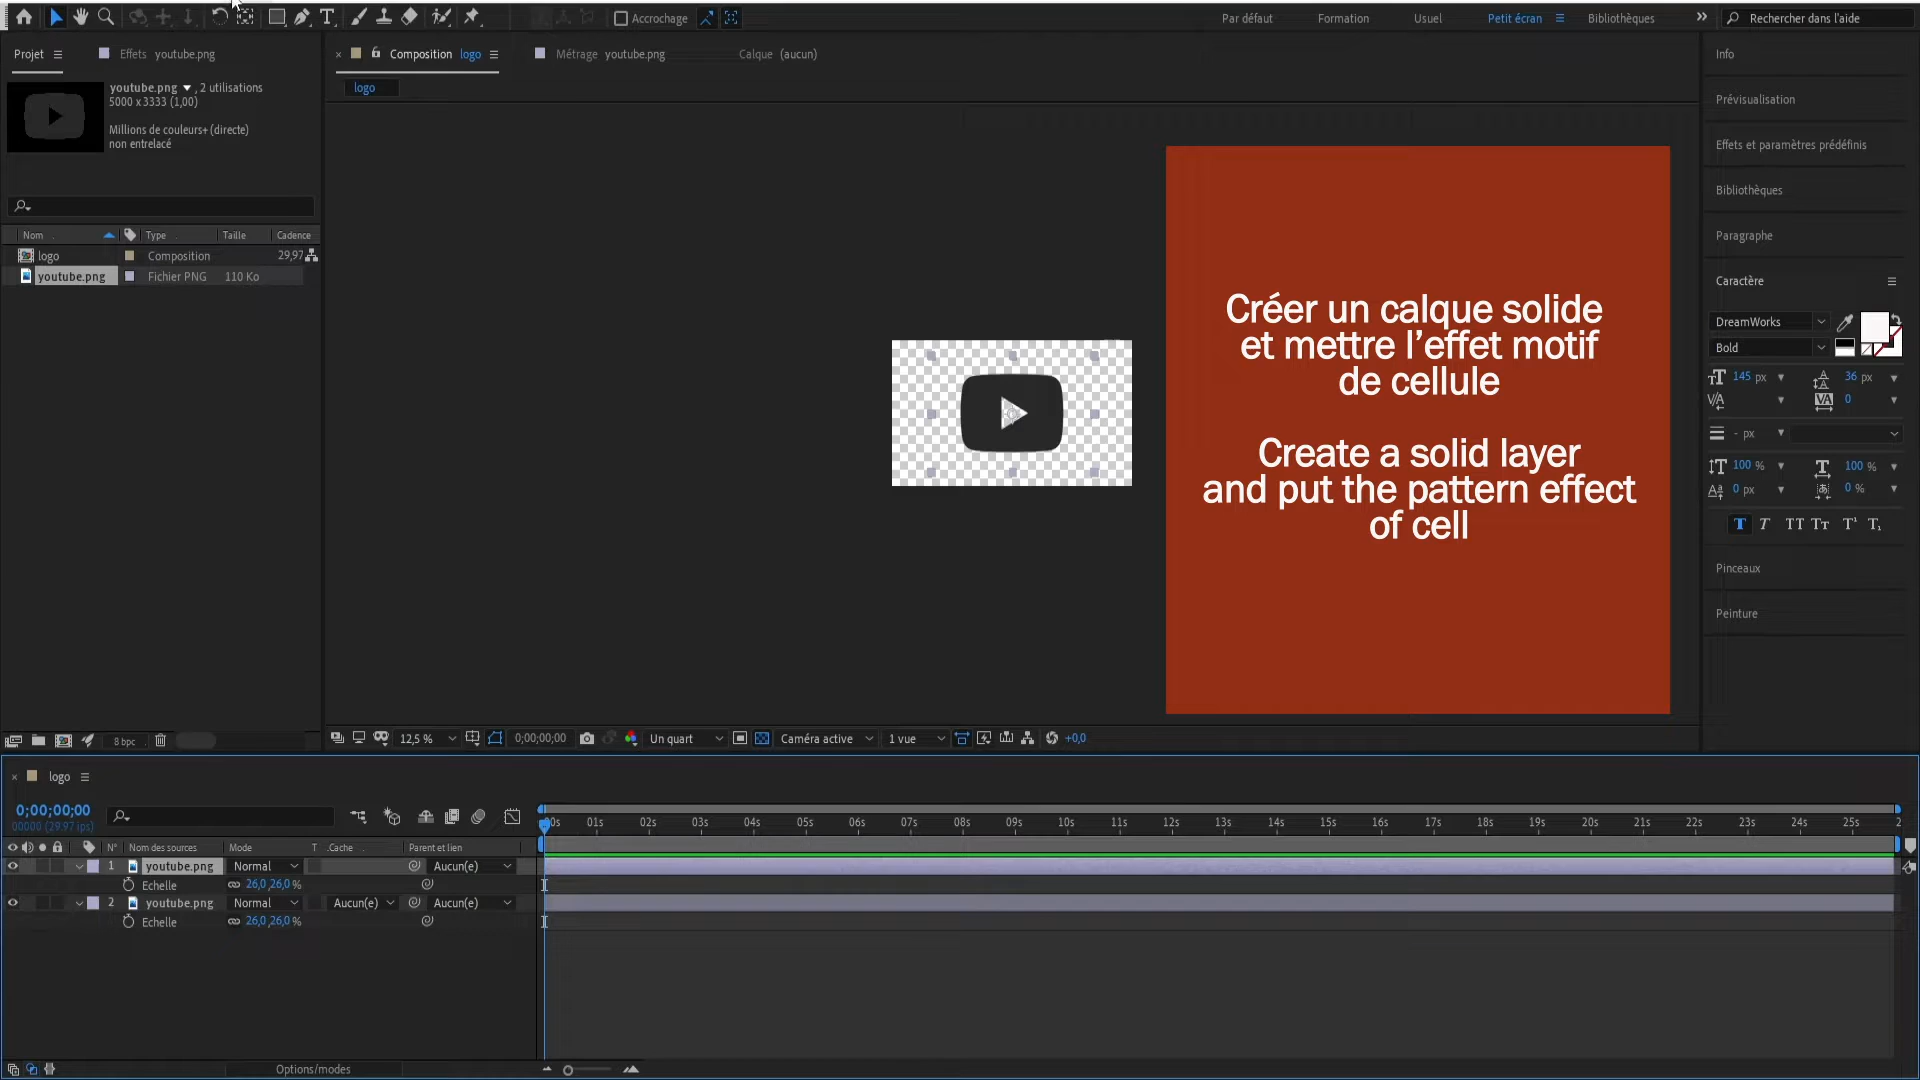 Accrochage
Par défaut
Formation
Usuel
Petit écran
Bibliothèques
Rechercher dans l'aide
Projet
Effets youtube.png
Composition logo
Métrage youtube.png
Calque (aucun)
Info
youtube.png , 2 utilisations
5000 x 3333 (1,00)
Millions de couleurs+ (directe)
non entrelacé
logo
Prévisualisation
Effets et paramètres prédéfinis
Bibliothèques
Paragraphe
Nom
Type
Taille
Cadence
logo
Composition
29,97
youtube.png
Fichier PNG
110 Ko
Créer un calque solide
et mettre l'effet motif
de cellule
Create a solid layer
and put the pattern effect
of cell
Caractère
DreamWorks
Bold
145 px
36 px
0
- px
100 %
100 %
0 px
0 %
T T TT Tт T¹ T₁
Pinceaux
Peinture
8 bpc
12,5 %
0;00;00;00
Un quart
Caméra active
1 vue
+0,0
logo
0;00;00;00
00000 (29.97 ips)
00s 01s 02s 03s 04s 05s 06s 07s 08s 09s 10s 11s 12s 13s 14s 15s 16s 17s 18s 19s 20s 21s 22s 23s 24s 25s 2
N° Nom des sources Mode T .Cache Parent et lien
1 youtube.png Normal Aucun(e)
Echelle 26,0,26,0 %
2 youtube.png Normal Aucun(e) Aucun(e)
Echelle 26,0,26,0 %
Options/modes